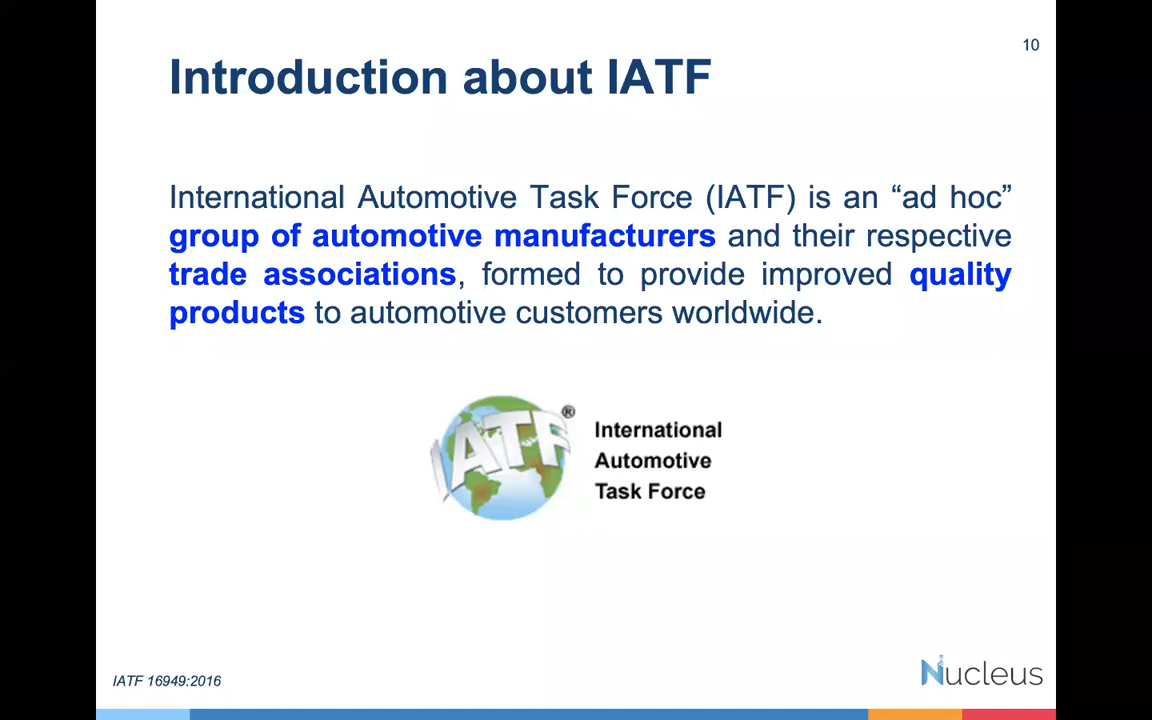 10
Introduction about IATF
International Automotive Task Force (IATF) is an “ad hoc”
group of automotive manufacturers and their respective
trade associations, formed to provide improved quality
products to automotive customers worldwide.
IATF®
International
Automotive
Task Force
IATF 16949:2016
Nucleus